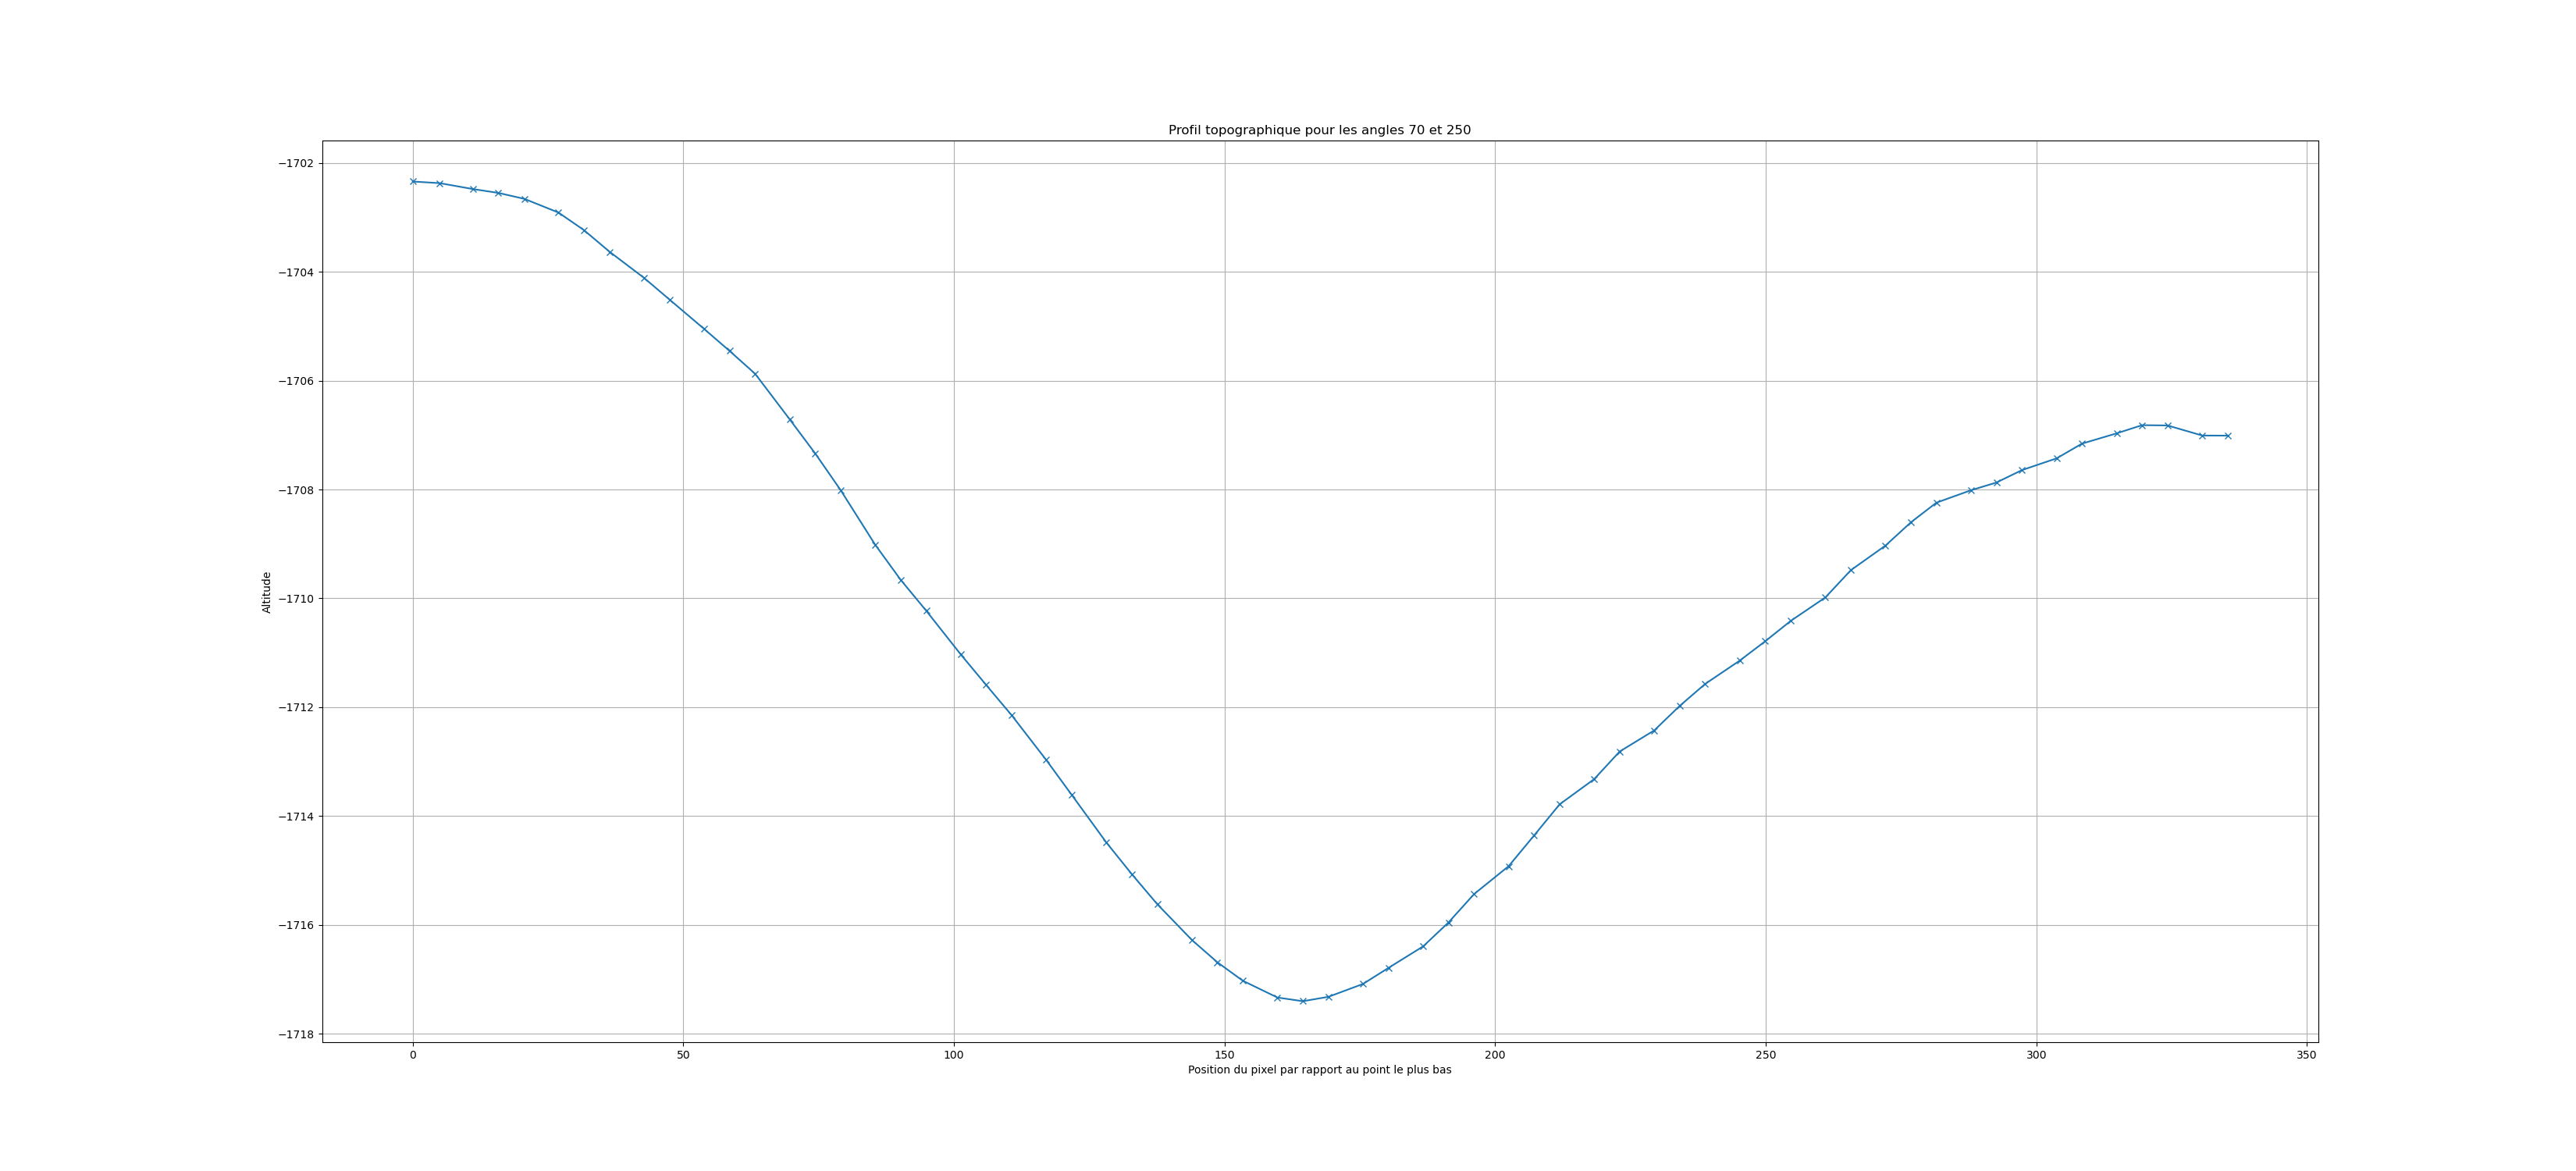 Profil topographique pour les angles 70 et 250
−1702
−1704
−1706
−1708
−1710
−1712
−1714
−1716
−1718
Altitude
0 50 100 150 200 250 300 350
Position du pixel par rapport au point le plus bas